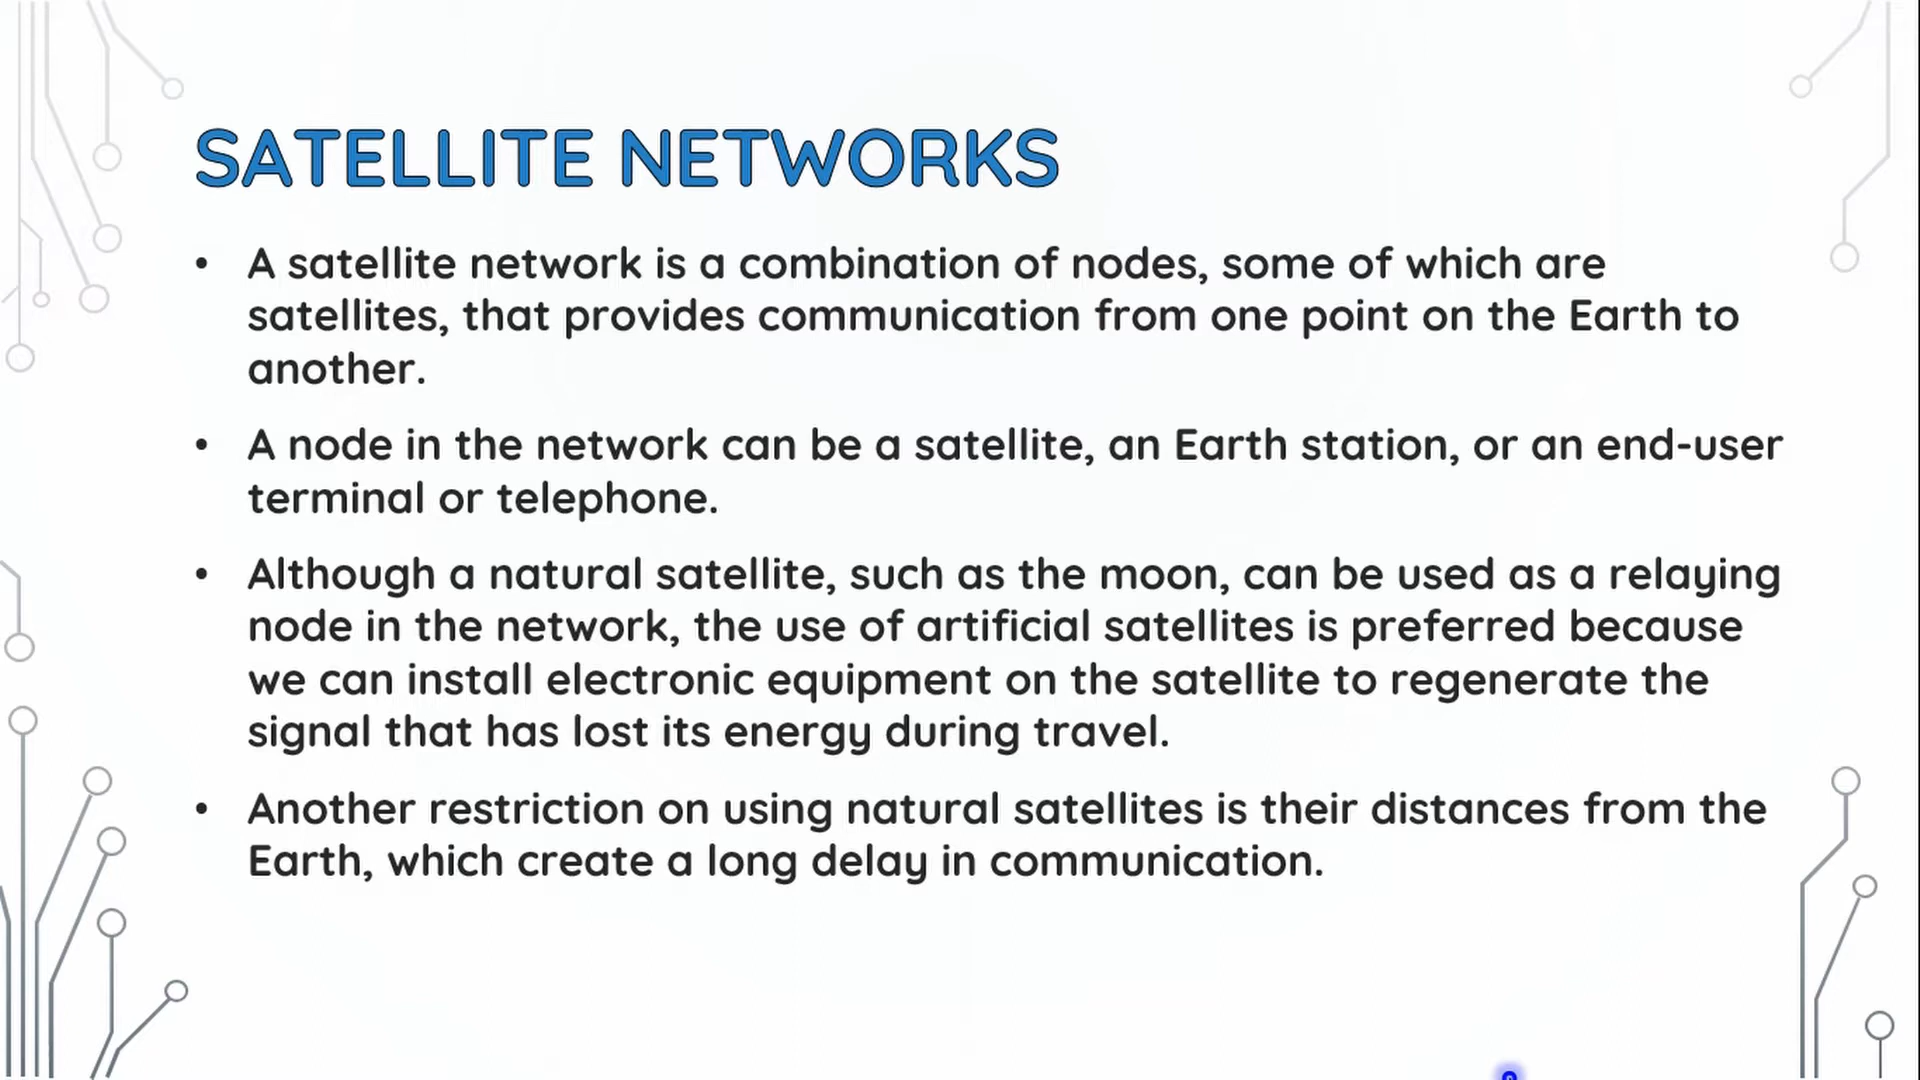 SATELLITE NETWORKS
• A satellite network is a combination of nodes, some of which are
satellites, that provides communication from one point on the Earth to
another.
• A node in the network can be a satellite, an Earth station, or an end-user
terminal or telephone.
• Although a natural satellite, such as the moon, can be used as a relaying
node in the network, the use of artificial satellites is preferred because
we can install electronic equipment on the satellite to regenerate the
signal that has lost its energy during travel.
• Another restriction on using natural satellites is their distances from the
Earth, which create a long delay in communication.